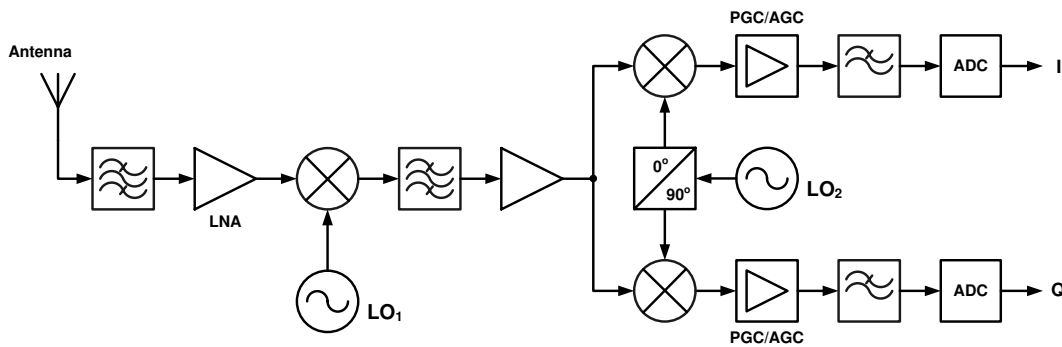 PGC/AGC
Antenna
ADC
I
0°
90°
LNA
LO₂
LO₁
ADC
Q
PGC/AGC